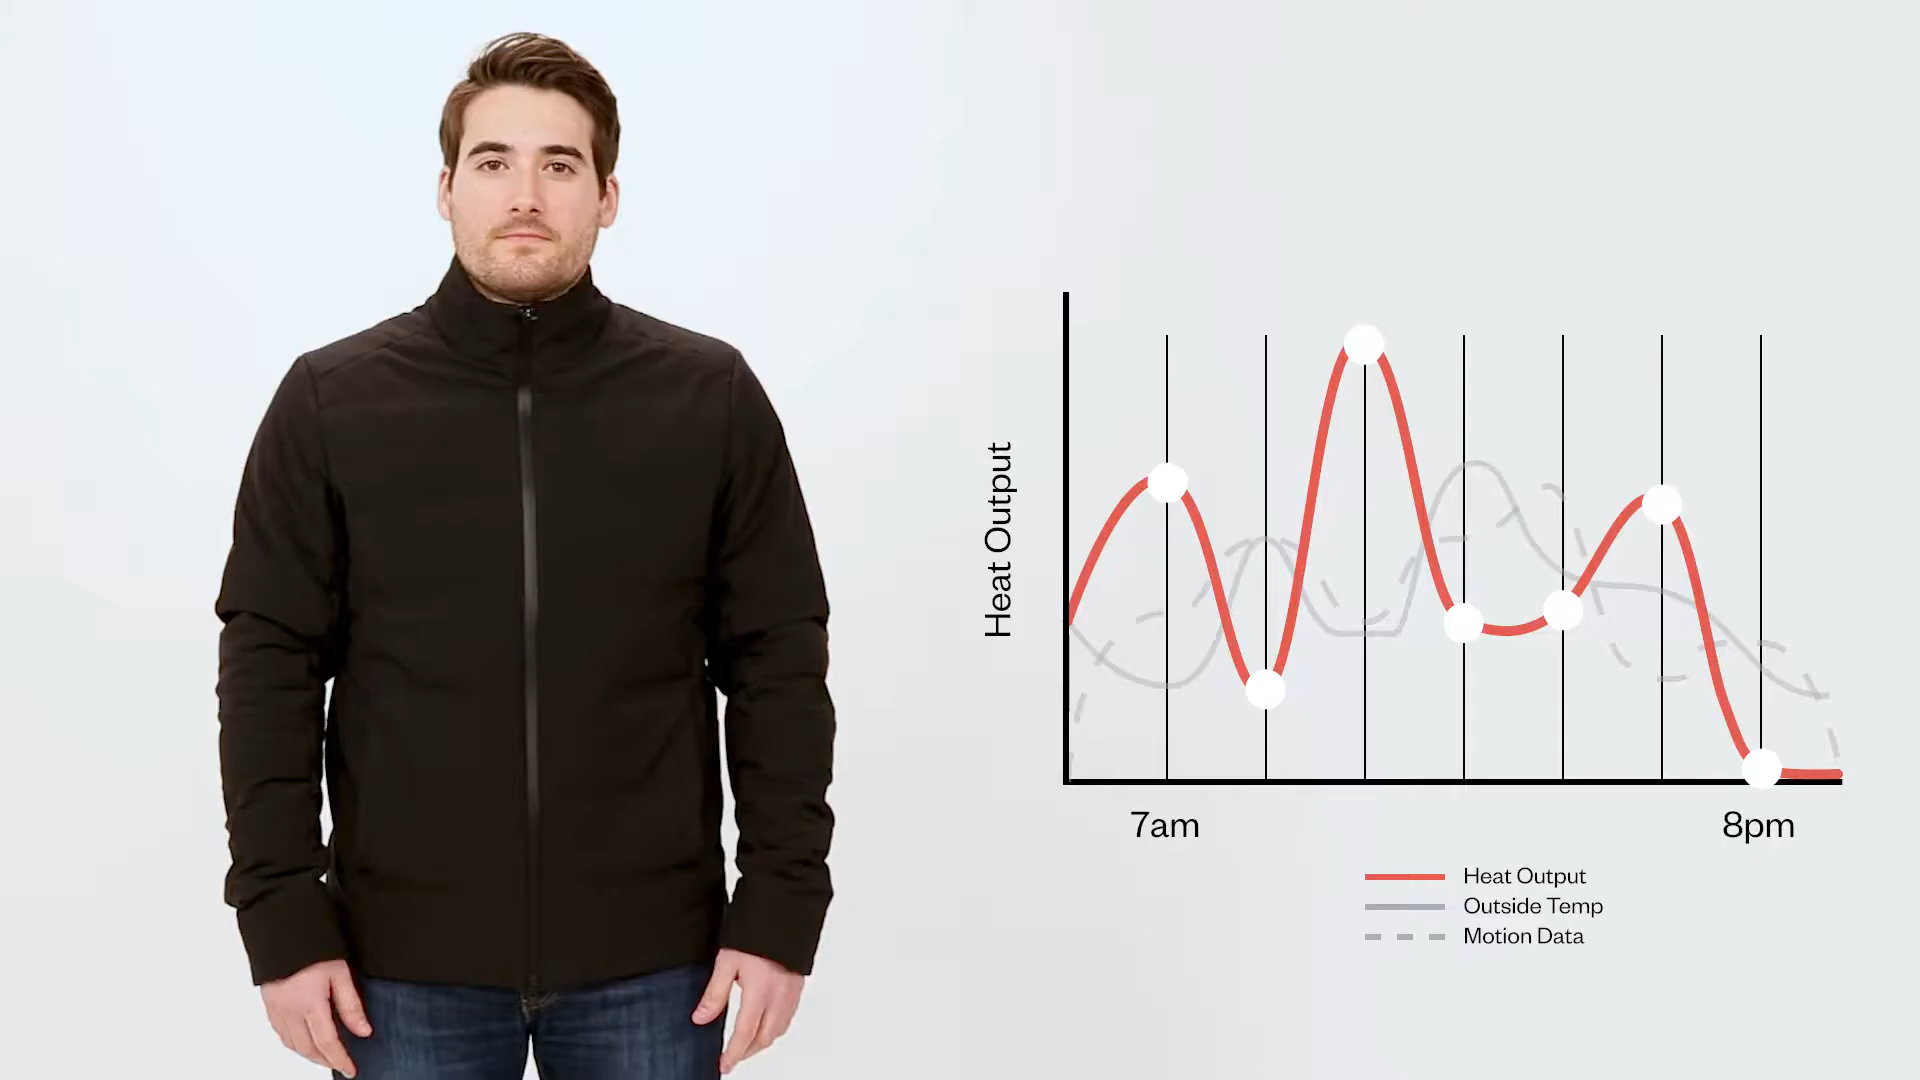 Heat Output
7am
8pm
Heat Output
Outside Temp
Motion Data